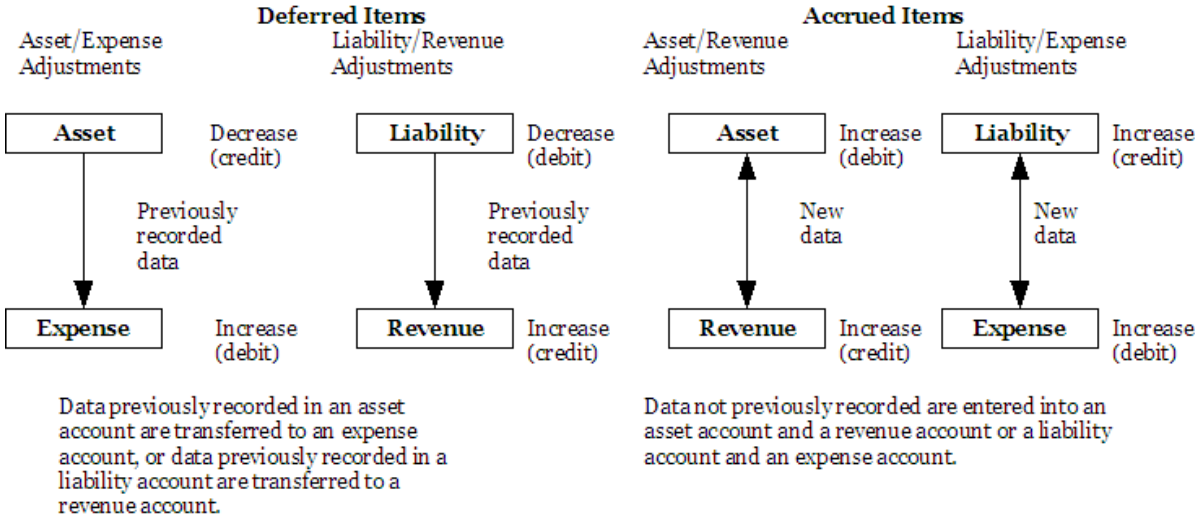 Deferred Items
Asset/Expense
Adjustments
Liability/Revenue
Adjustments
Asset
Decrease
(credit)
Liability
Decrease
(debit)
Previously
recorded
data
Previously
recorded
data
Expense
Increase
(debit)
Revenue
Increase
(credit)
Data previously recorded in an asset
account are transferred to an expense
account, or data previously recorded in a
liability account are transferred to a
revenue account.
Accrued Items
Asset/Revenue
Adjustments
Liability/Expense
Adjustments
Asset
Increase
(debit)
Liability
Increase
(credit)
New
data
New
data
Revenue
Increase
(credit)
Expense
Increase
(debit)
Data not previously recorded are entered into an
asset account and a revenue account or a liability
account and an expense account.